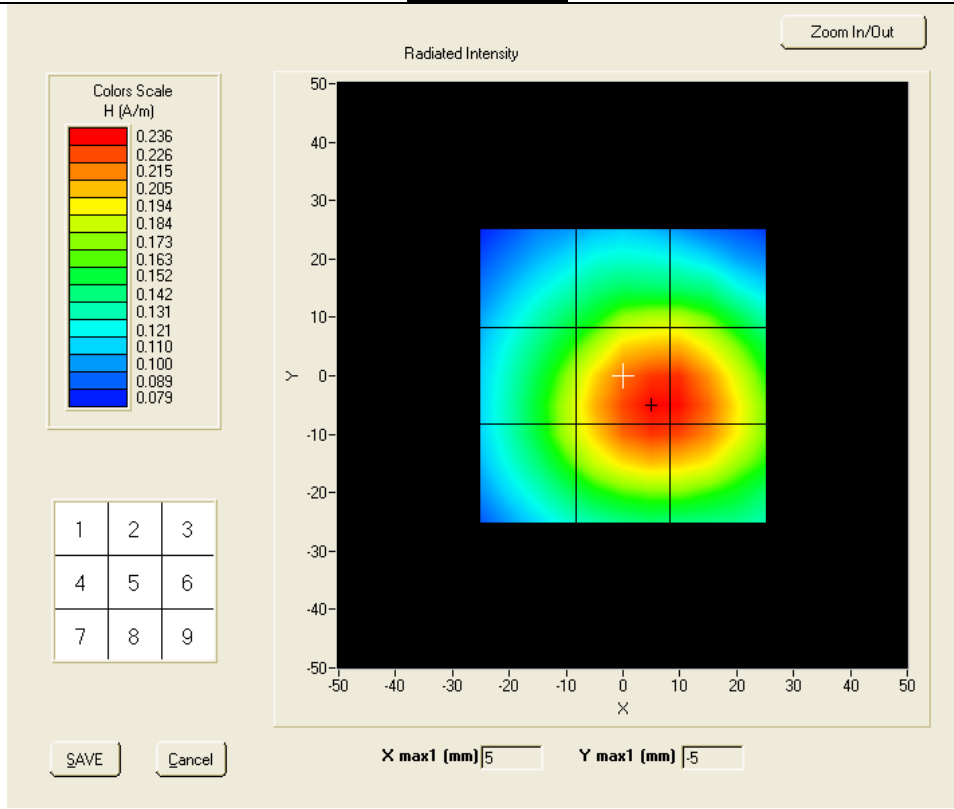 Zoom In/Out
Radiated Intensity
Colors Scale
H (A/m)
0.236
0.226
0.215
0.205
0.194
0.184
0.173
0.163
0.152
0.142
0.131
0.121
0.110
0.100
0.089
0.079
1 2 3
4 5 6
7 8 9
50
40
30
20
10
Y 0
-10
-20
-30
-40
-50
-50 -40 -30 -20 -10 0 10 20 30 40 50
X
SAVE Cancel X max1 (mm) 5 Y max1 (mm) -5